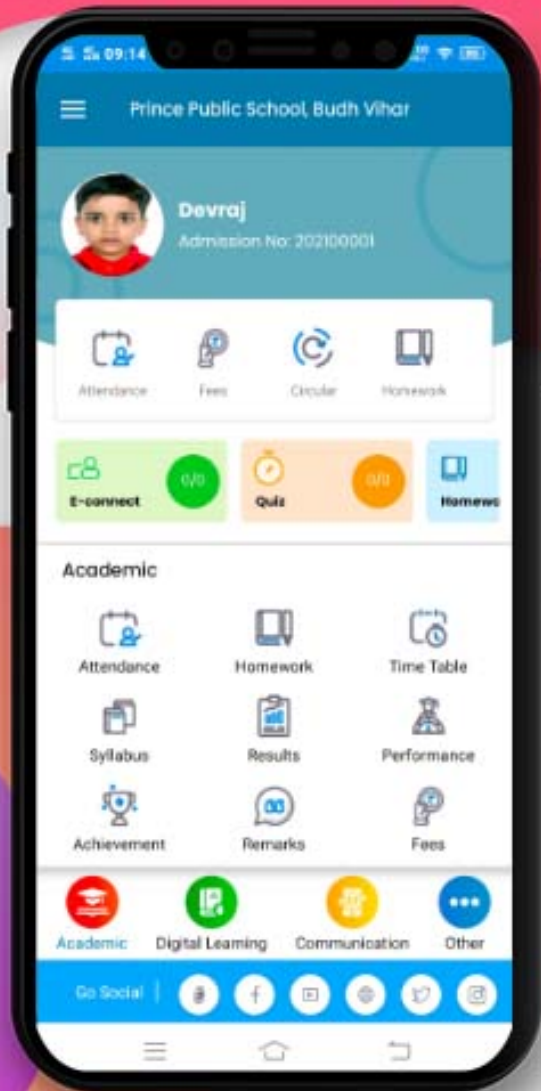 09:14
Prince Public School, Budh Vihar
Devraj
Admission No: 202100001
Attendance Fees Circular Homework
0/0 0/0
E-connect Quiz Homewo
Academic
Attendance Homework Time Table
Syllabus Results Performance
Achievement Remarks Fees
Academic Digital Learning Communication Other
Go Social |